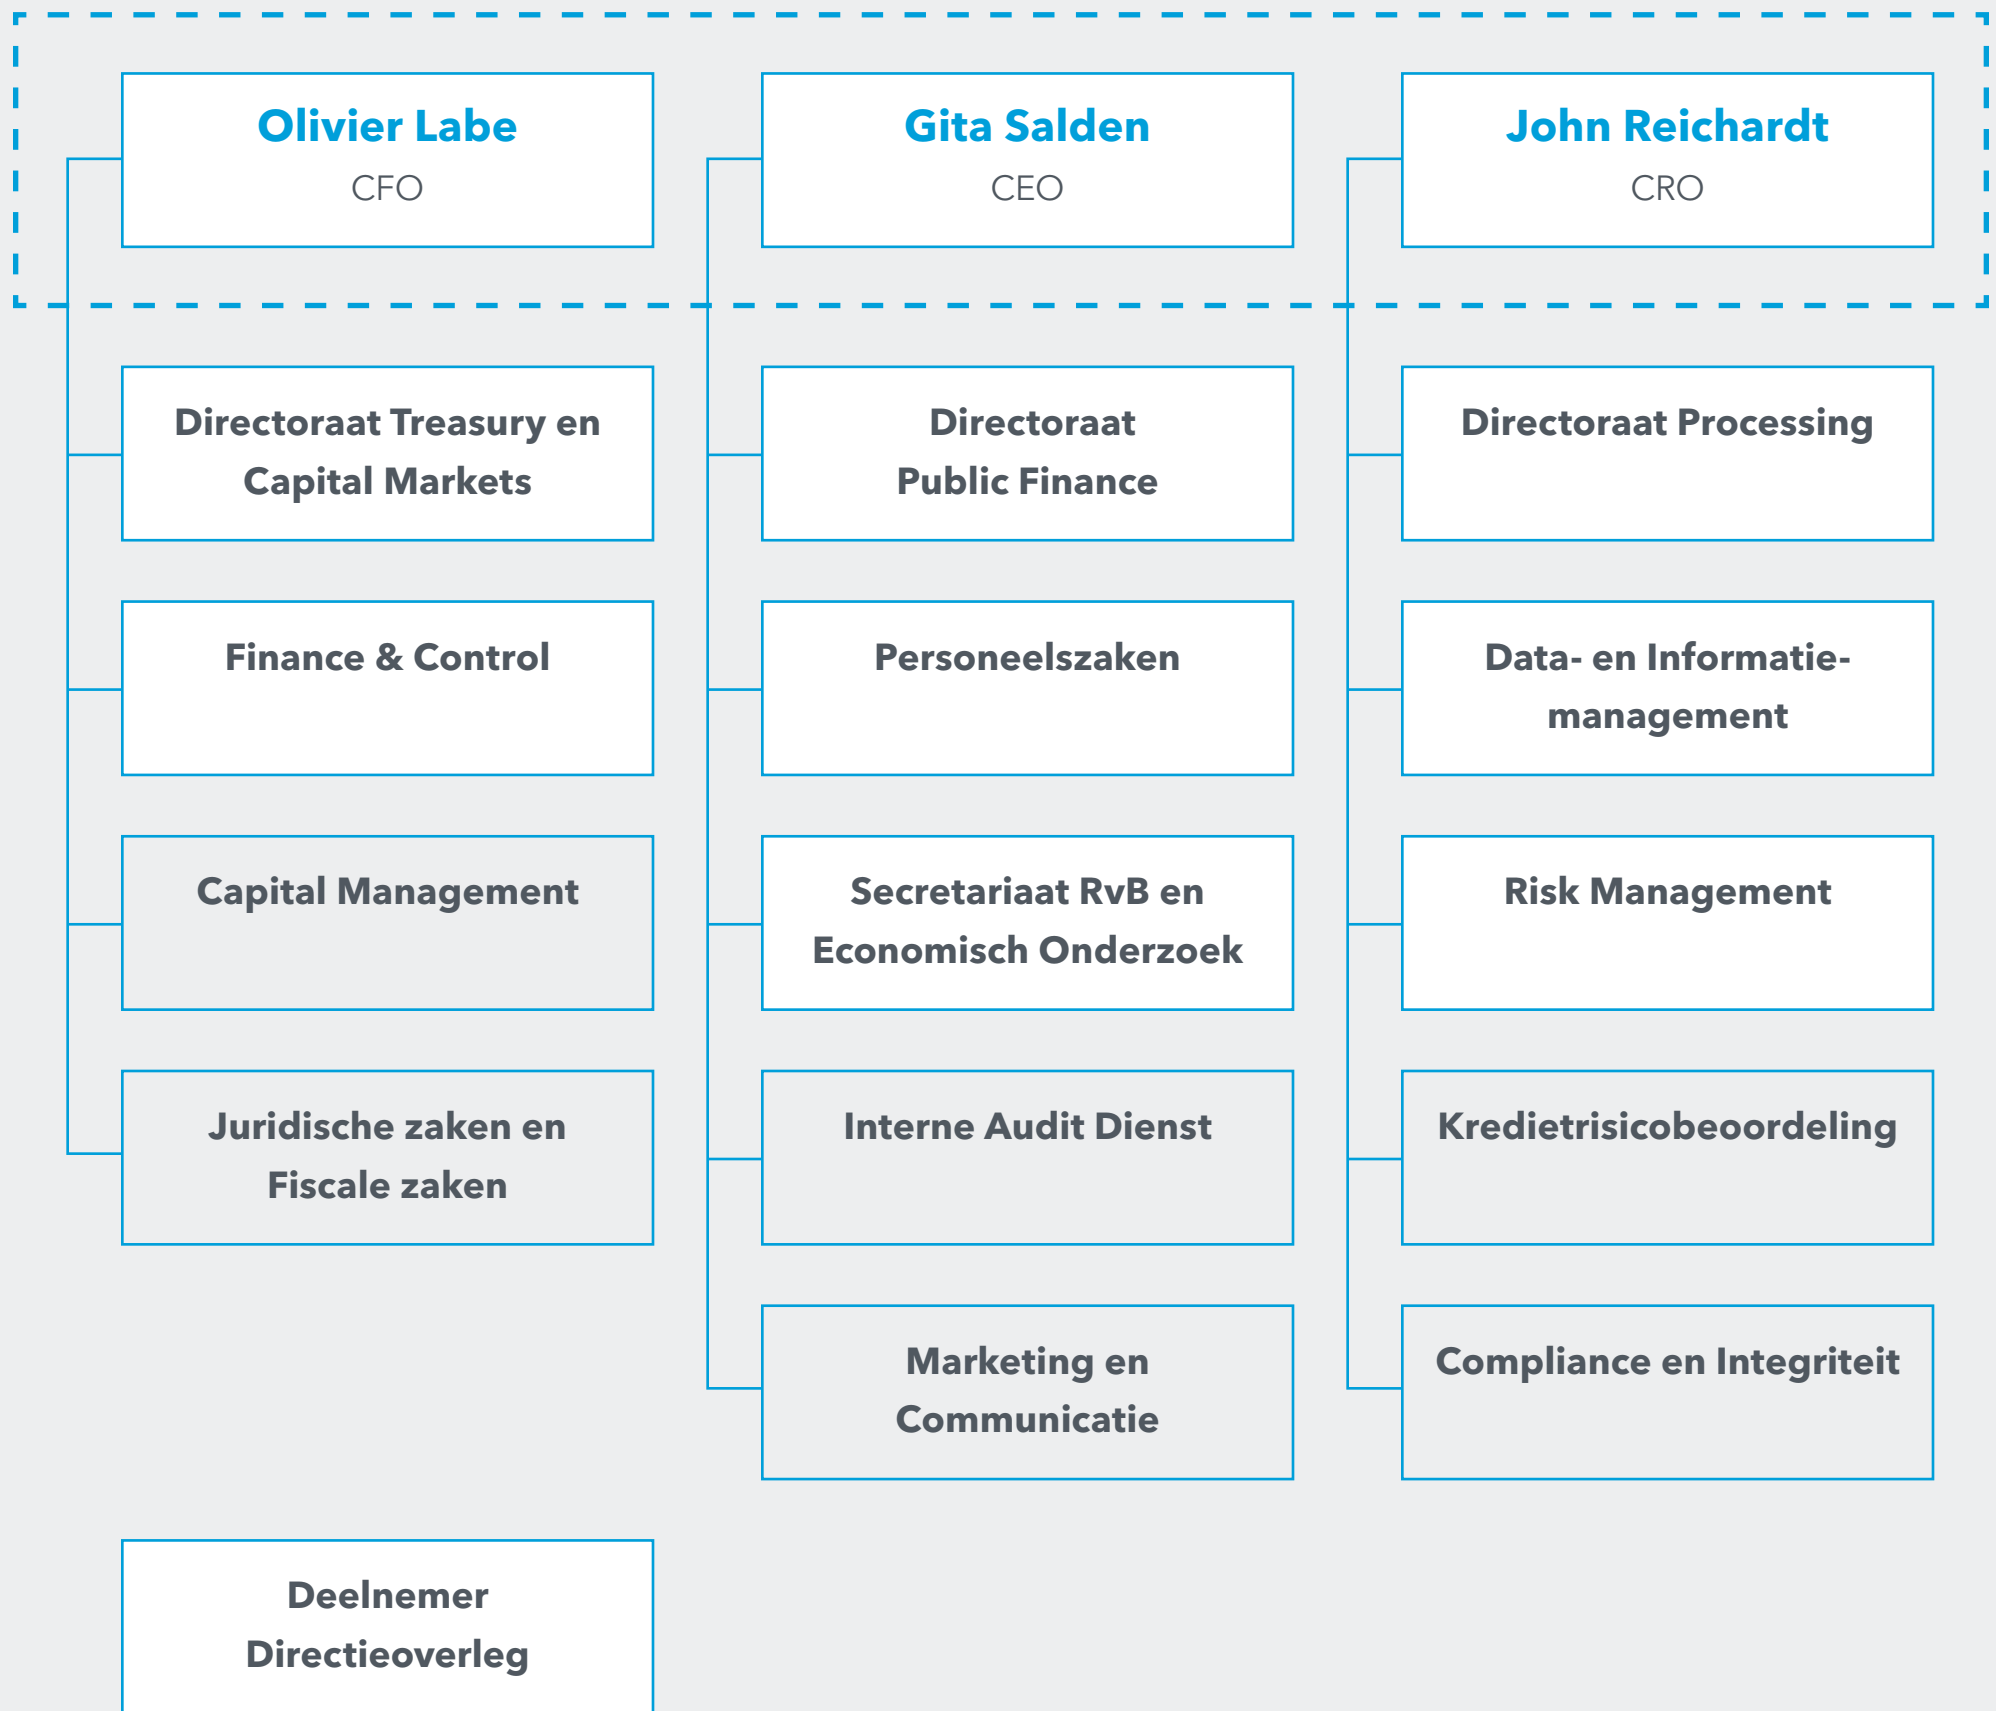 Olivier Labe
CFO
Gita Salden
CEO
John Reichardt
CRO
Directoraat Treasury en
Capital Markets
Directoraat
Public Finance
Directoraat Processing
Finance & Control
Personeelszaken
Data- en Informatie-
management
Capital Management
Secretariaat RvB en
Economisch Onderzoek
Risk Management
Juridische zaken en
Fiscale zaken
Interne Audit Dienst
Kredietrisicobeoordeling
Marketing en
Communicatie
Compliance en Integriteit
Deelnemer
Directieoverleg